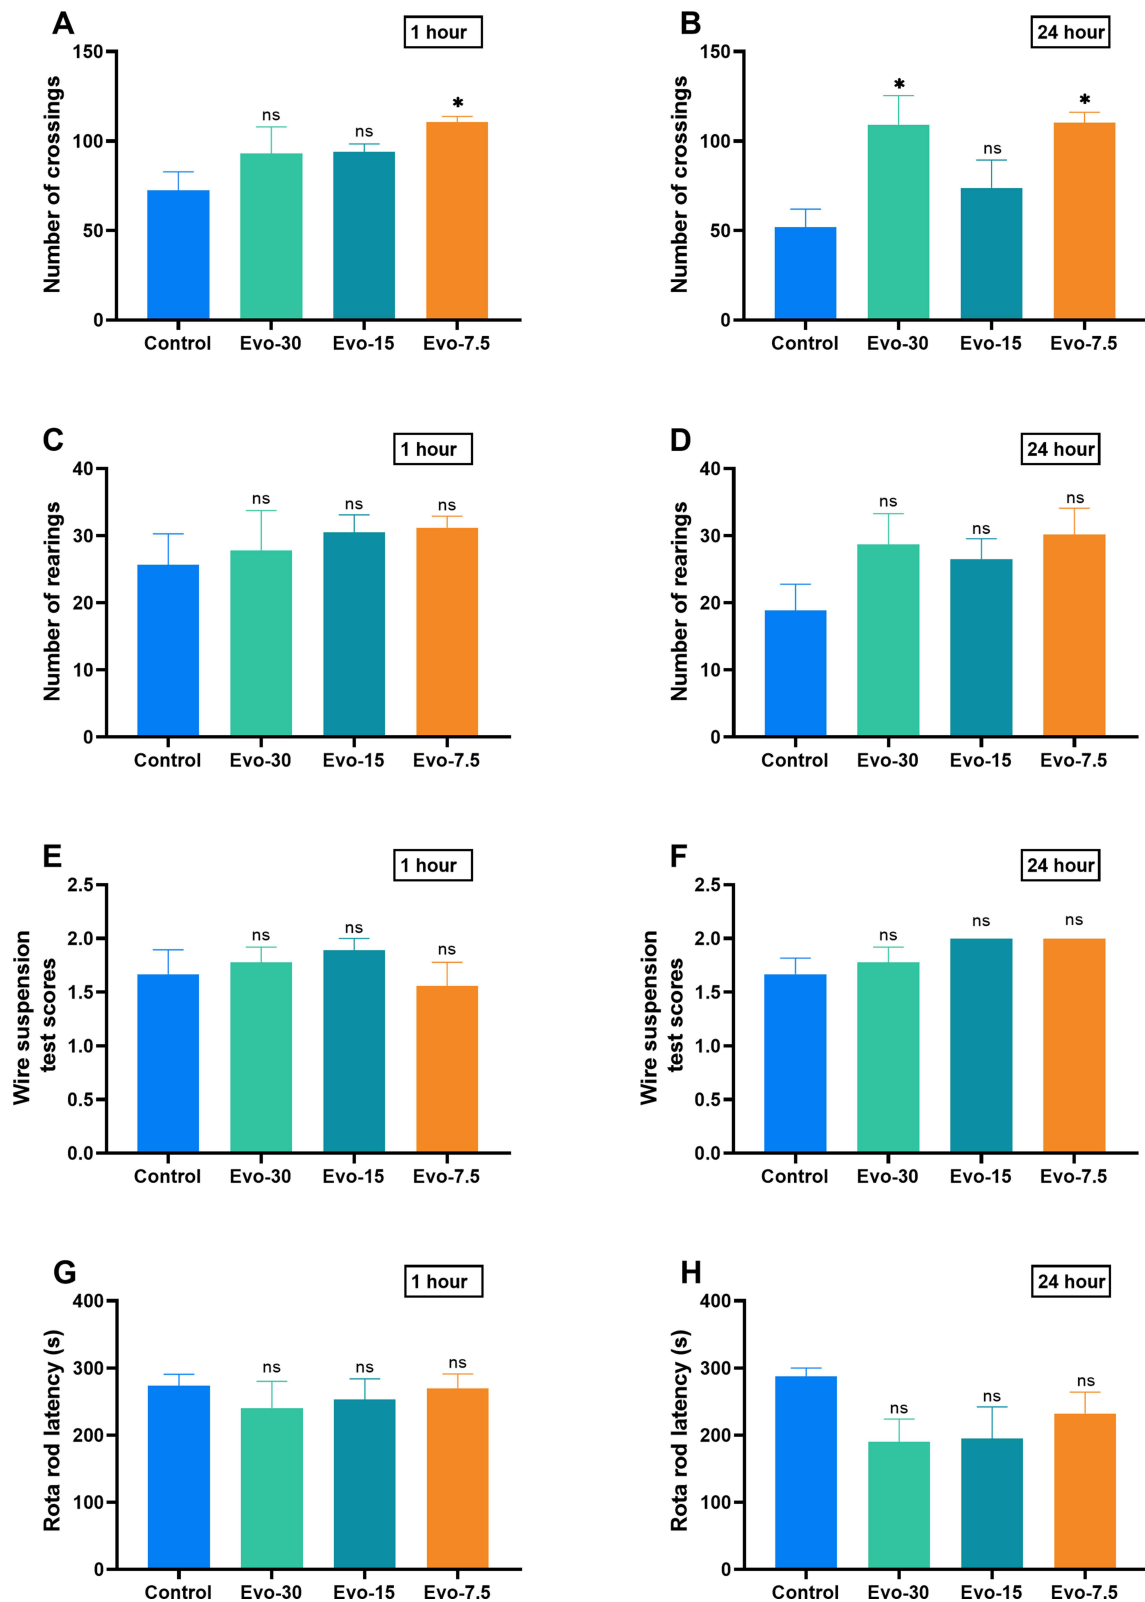 A
1 hour
Number of crossings
150
100
50
0
ns
ns
*
Control Evo-30 Evo-15 Evo-7.5
B
24 hour
Number of crossings
150
100
50
0
*
ns
*
Control Evo-30 Evo-15 Evo-7.5
C
1 hour
Number of rearings
40
30
20
10
0
ns
ns
ns
Control Evo-30 Evo-15 Evo-7.5
D
24 hour
Number of rearings
40
30
20
10
0
ns
ns
ns
Control Evo-30 Evo-15 Evo-7.5
E
1 hour
Wire suspension
test scores
2.5
2.0
1.5
1.0
0.5
0.0
ns
ns
ns
Control Evo-30 Evo-15 Evo-7.5
F
24 hour
Wire suspension
test scores
2.5
2.0
1.5
1.0
0.5
0.0
ns
ns
ns
Control Evo-30 Evo-15 Evo-7.5
G
1 hour
Rota rod latency (s)
400
300
200
100
0
ns
ns
ns
Control Evo-30 Evo-15 Evo-7.5
H
24 hour
Rota rod latency (s)
400
300
200
100
0
ns
ns
ns
Control Evo-30 Evo-15 Evo-7.5